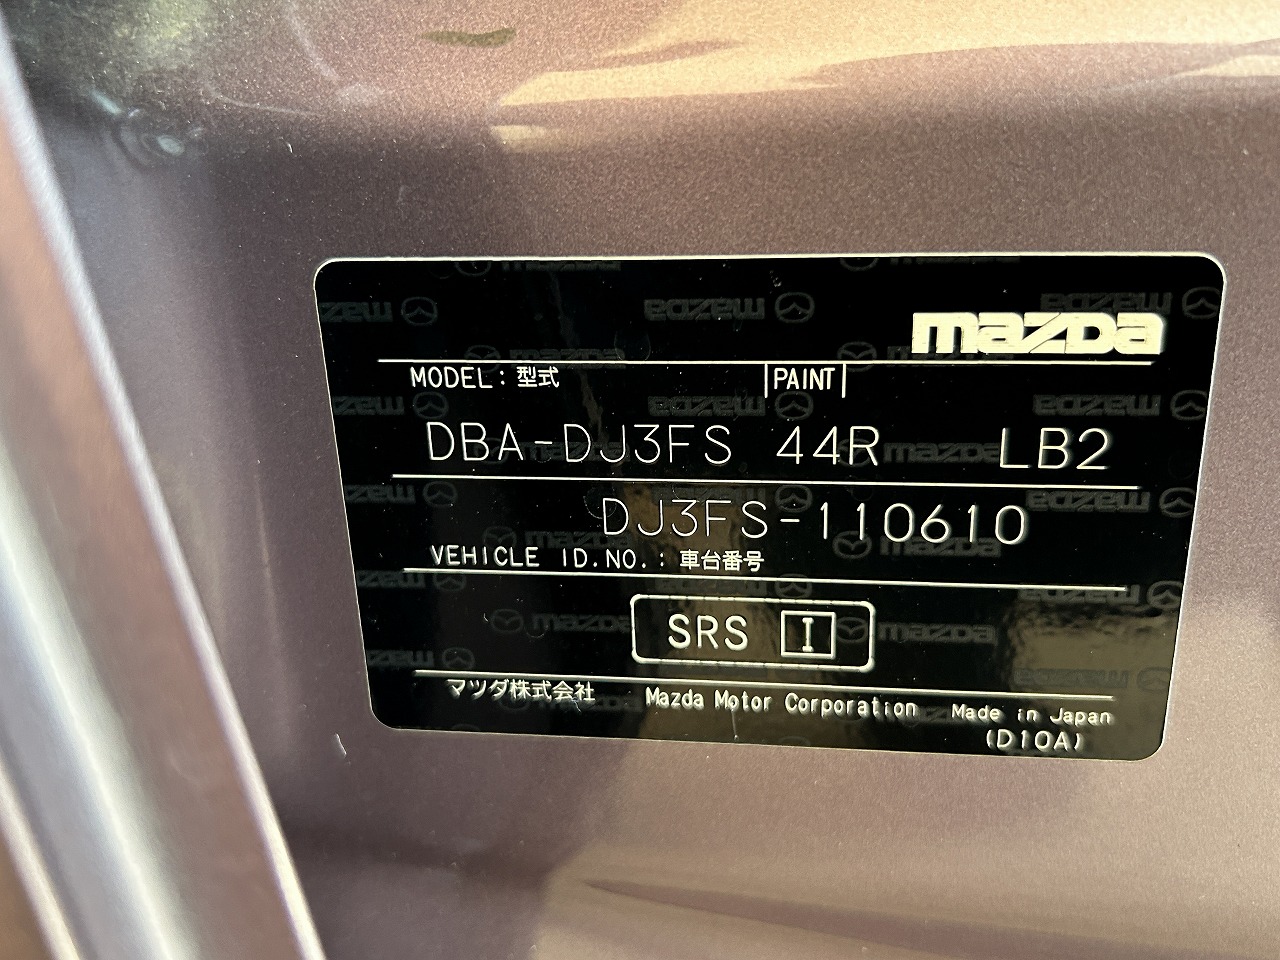 mazda
MODEL：型式 |PAINT|
DBA-DJ3FS 44R LB2
DJ3FS-110610
VEHICLE ID.NO.：車台番号
SRS I
マツダ株式会社 Mazda Motor Corporation Made in Japan
(D10A)